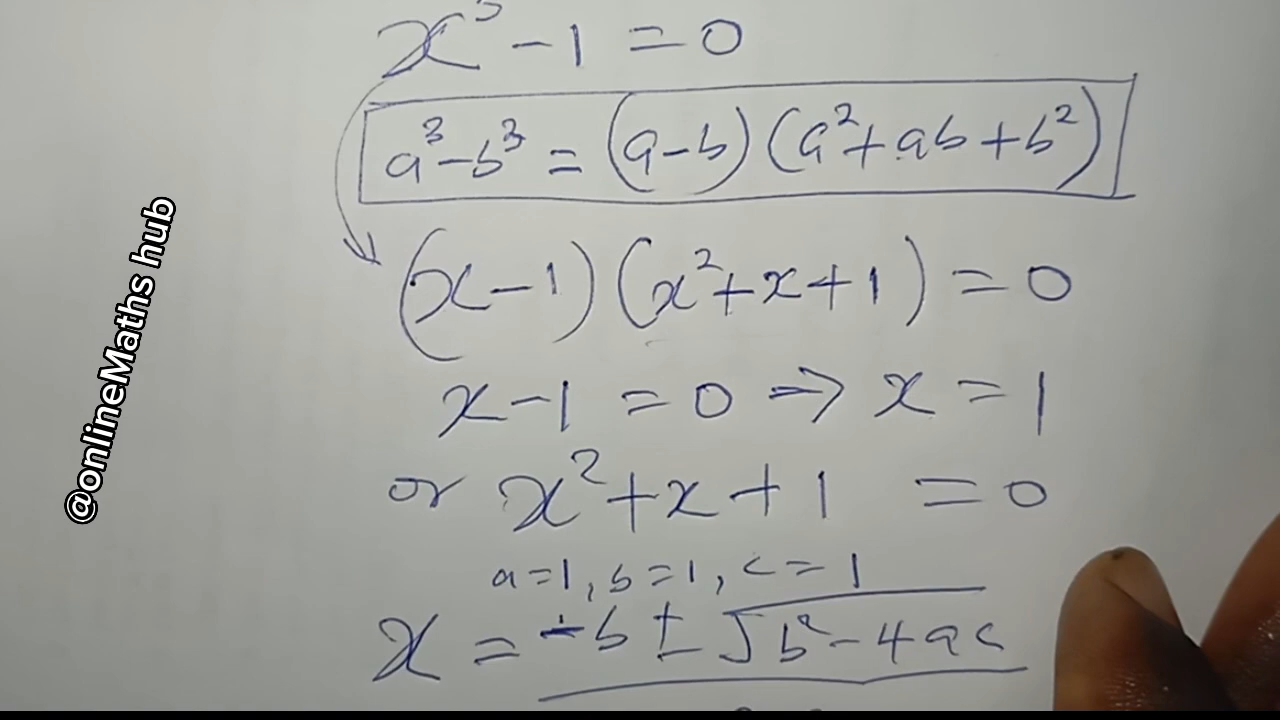 x³ - 1 = 0
a³ - b³ = (a - b) (a² + ab + b²)
(x - 1) (x² + x + 1) = 0
x - 1 = 0 ⇒ x = 1
or x² + x + 1 = 0
a = 1, b = 1, c = 1
x = -b ± √b² - 4ac
@onlineMaths hub